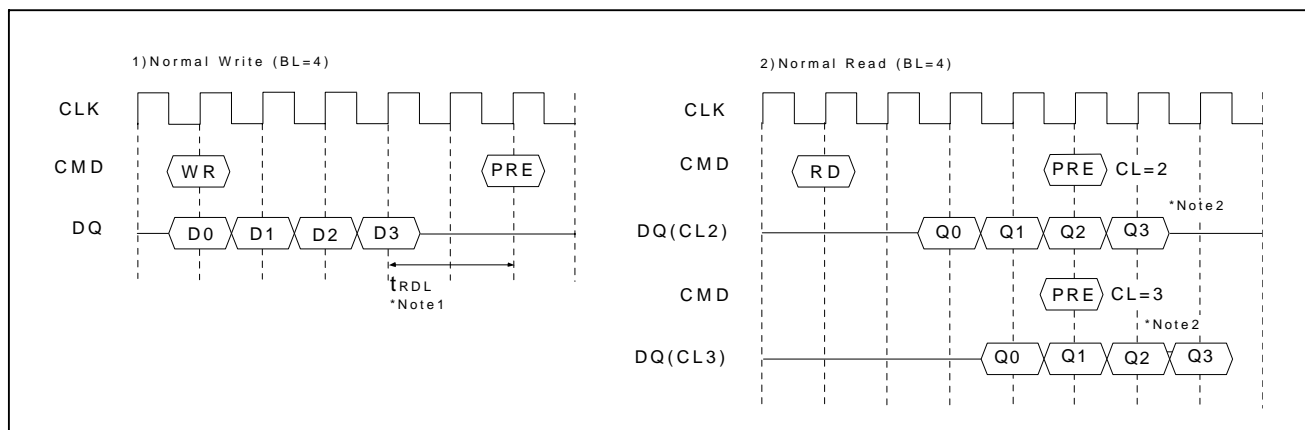 1)Normal Write (BL=4)
CLK
CMD WR PRE
DQ D0 D1 D2 D3
tRDL
*Note1
2)Normal Read (BL=4)
CLK
CMD RD PRE CL=2
*Note2
DQ(CL2) Q0 Q1 Q2 Q3
CMD PRE CL=3
*Note2
DQ(CL3) Q0 Q1 Q2 Q3